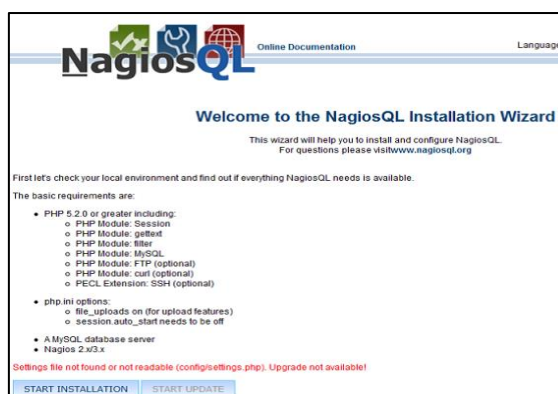 NagiosQL
Online Documentation
Language
Welcome to the NagiosQL Installation Wizard
This wizard will help you to install and configure NagiosQL.
For questions please visitwww.nagiosql.org
First let's check your local environment and find out if everything NagiosQL needs is available.
The basic requirements are:
PHP 5.2.0 or greater including:
PHP Module: Session
PHP Module: gettext
PHP Module: filter
PHP Module: MySQL
PHP Module: FTP (optional)
PHP Module: curl (optional)
PECL Extension: SSH (optional)
php.ini options:
file_uploads on (for upload features)
session.auto_start needs to be off
A MySQL database server
Nagios 2.x/3.x
Settings file not found or not readable (config/settings.php). Upgrade not available!
START INSTALLATION
START UPDATE